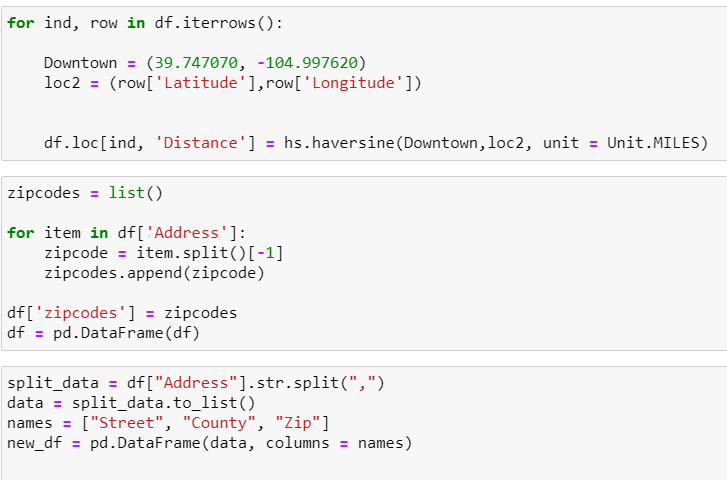 for ind, row in df.iterrows():
    Downtown = (39.747070, -104.997620)
    loc2 = (row['Latitude'],row['Longitude'])
    df.loc[ind, 'Distance'] = hs.haversine(Downtown,loc2, unit = Unit.MILES)
zipcodes = list()
for item in df['Address']:
    zipcode = item.split()[-1]
    zipcodes.append(zipcode)
df['zipcodes'] = zipcodes
df = pd.DataFrame(df)
split_data = df["Address"].str.split(",")
data = split_data.to_list()
names = ["Street", "County", "Zip"]
new_df = pd.DataFrame(data, columns = names)